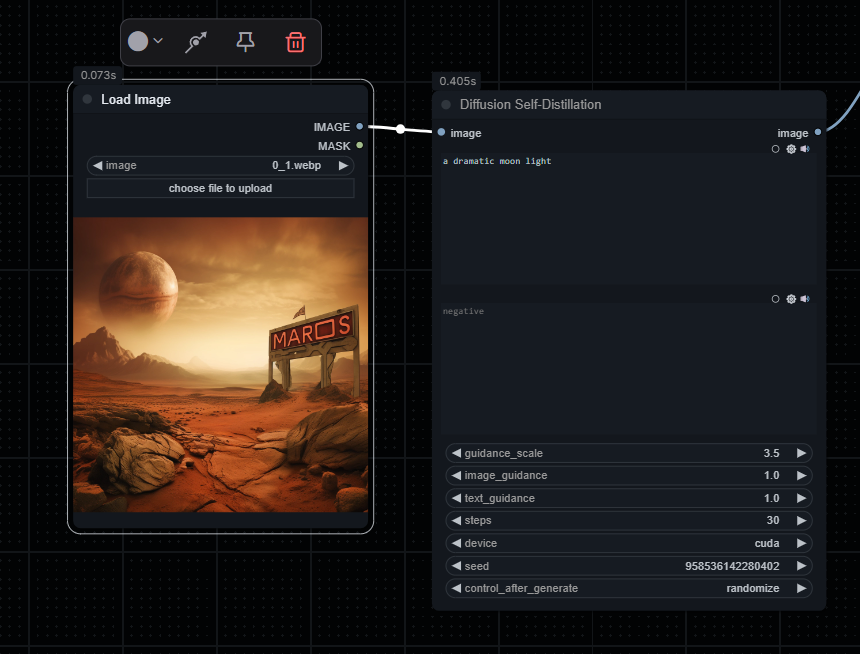 0.073s
Load Image
IMAGE
MASK
image 0_1.webp
choose file to upload
MAROS
0.405s
Diffusion Self-Distillation
image image
a dramatic moon light
negative
guidance_scale 3.5
image_guidance 1.0
text_guidance 1.0
steps 30
device cuda
seed 958536142280402
control_after_generate randomize